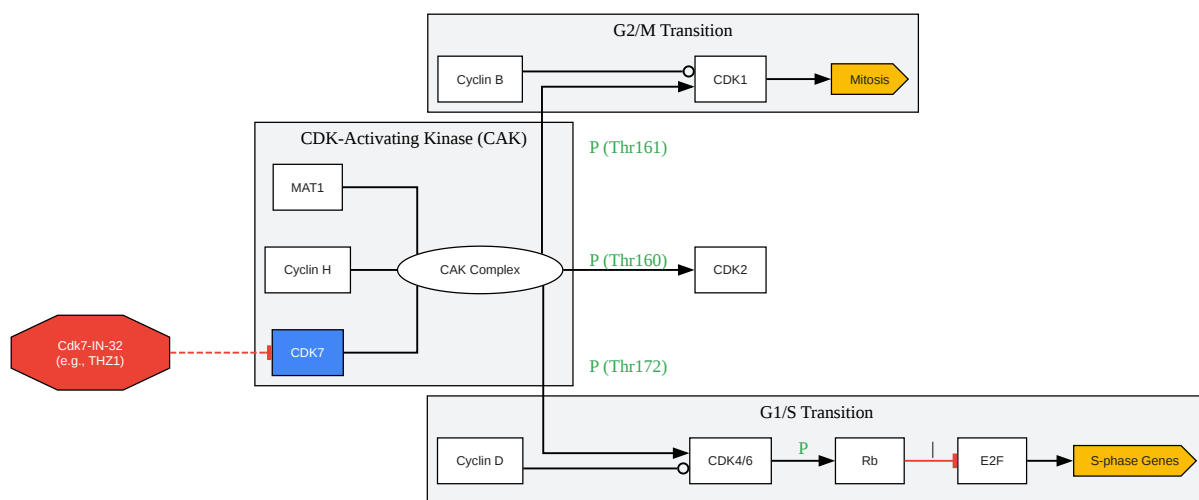 G2/M Transition
Cyclin B
CDK1
Mitosis
CDK-Activating Kinase (CAK)
P (Thr161)
MAT1
Cyclin H
CAK Complex
P (Thr160)
CDK2
Cdk7-IN-32
(e.g., THZ1)
CDK7
P (Thr172)
G1/S Transition
Cyclin D
CDK4/6
P
Rb
|
E2F
S-phase Genes